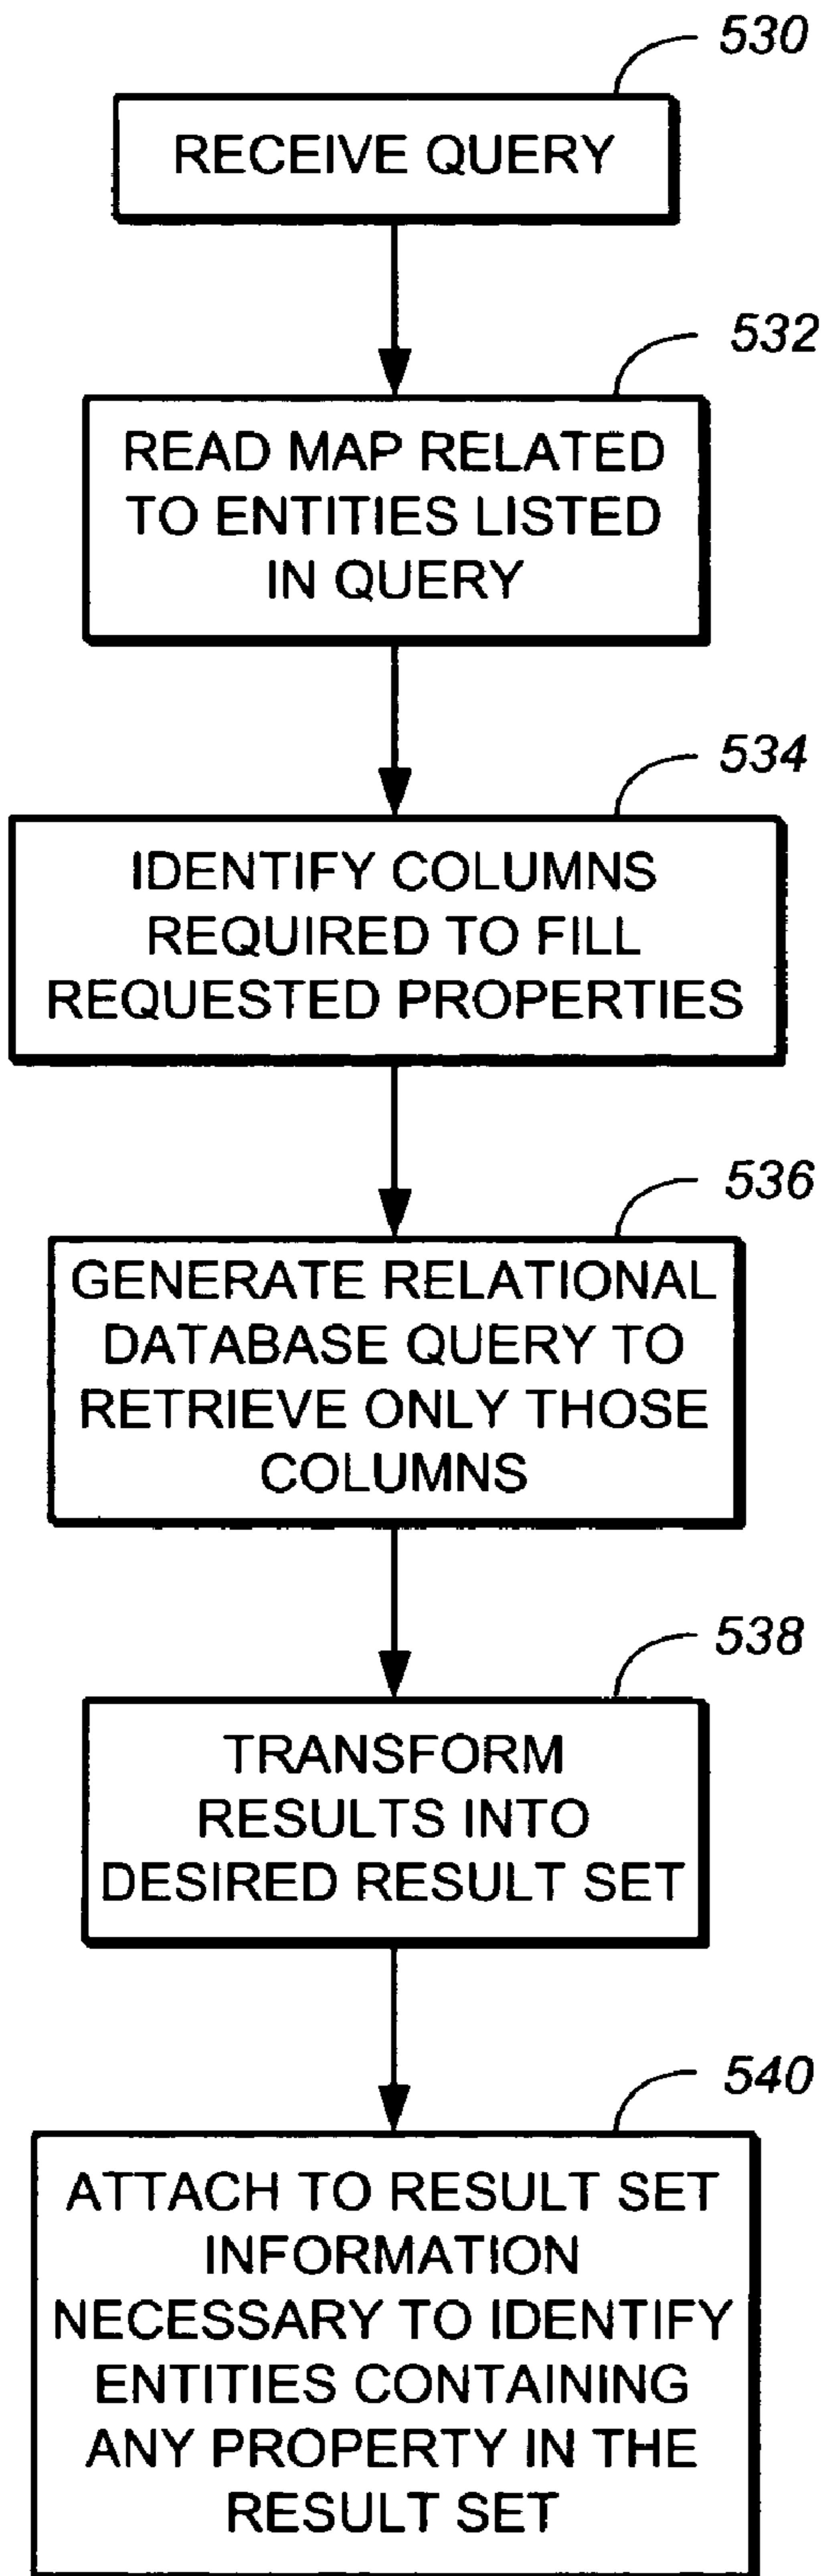 530
RECEIVE QUERY
532
READ MAP RELATED
TO ENTITIES LISTED
IN QUERY
534
IDENTIFY COLUMNS
REQUIRED TO FILL
REQUESTED PROPERTIES
536
GENERATE RELATIONAL
DATABASE QUERY TO
RETRIEVE ONLY THOSE
COLUMNS
538
TRANSFORM
RESULTS INTO
DESIRED RESULT SET
540
ATTACH TO RESULT SET
INFORMATION
NECESSARY TO IDENTIFY
ENTITIES CONTAINING
ANY PROPERTY IN THE
RESULT SET